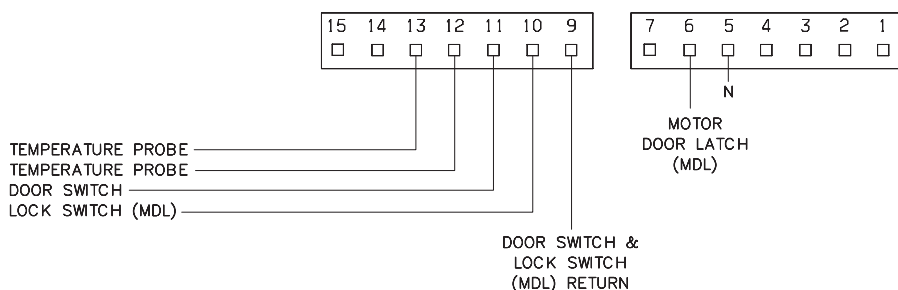 15 14 13 12 11 10 9 7 6 5 4 3 2 1
N
MOTOR
DOOR LATCH
(MDL)
TEMPERATURE PROBE
TEMPERATURE PROBE
DOOR SWITCH
LOCK SWITCH (MDL)
DOOR SWITCH &
LOCK SWITCH
(MDL) RETURN